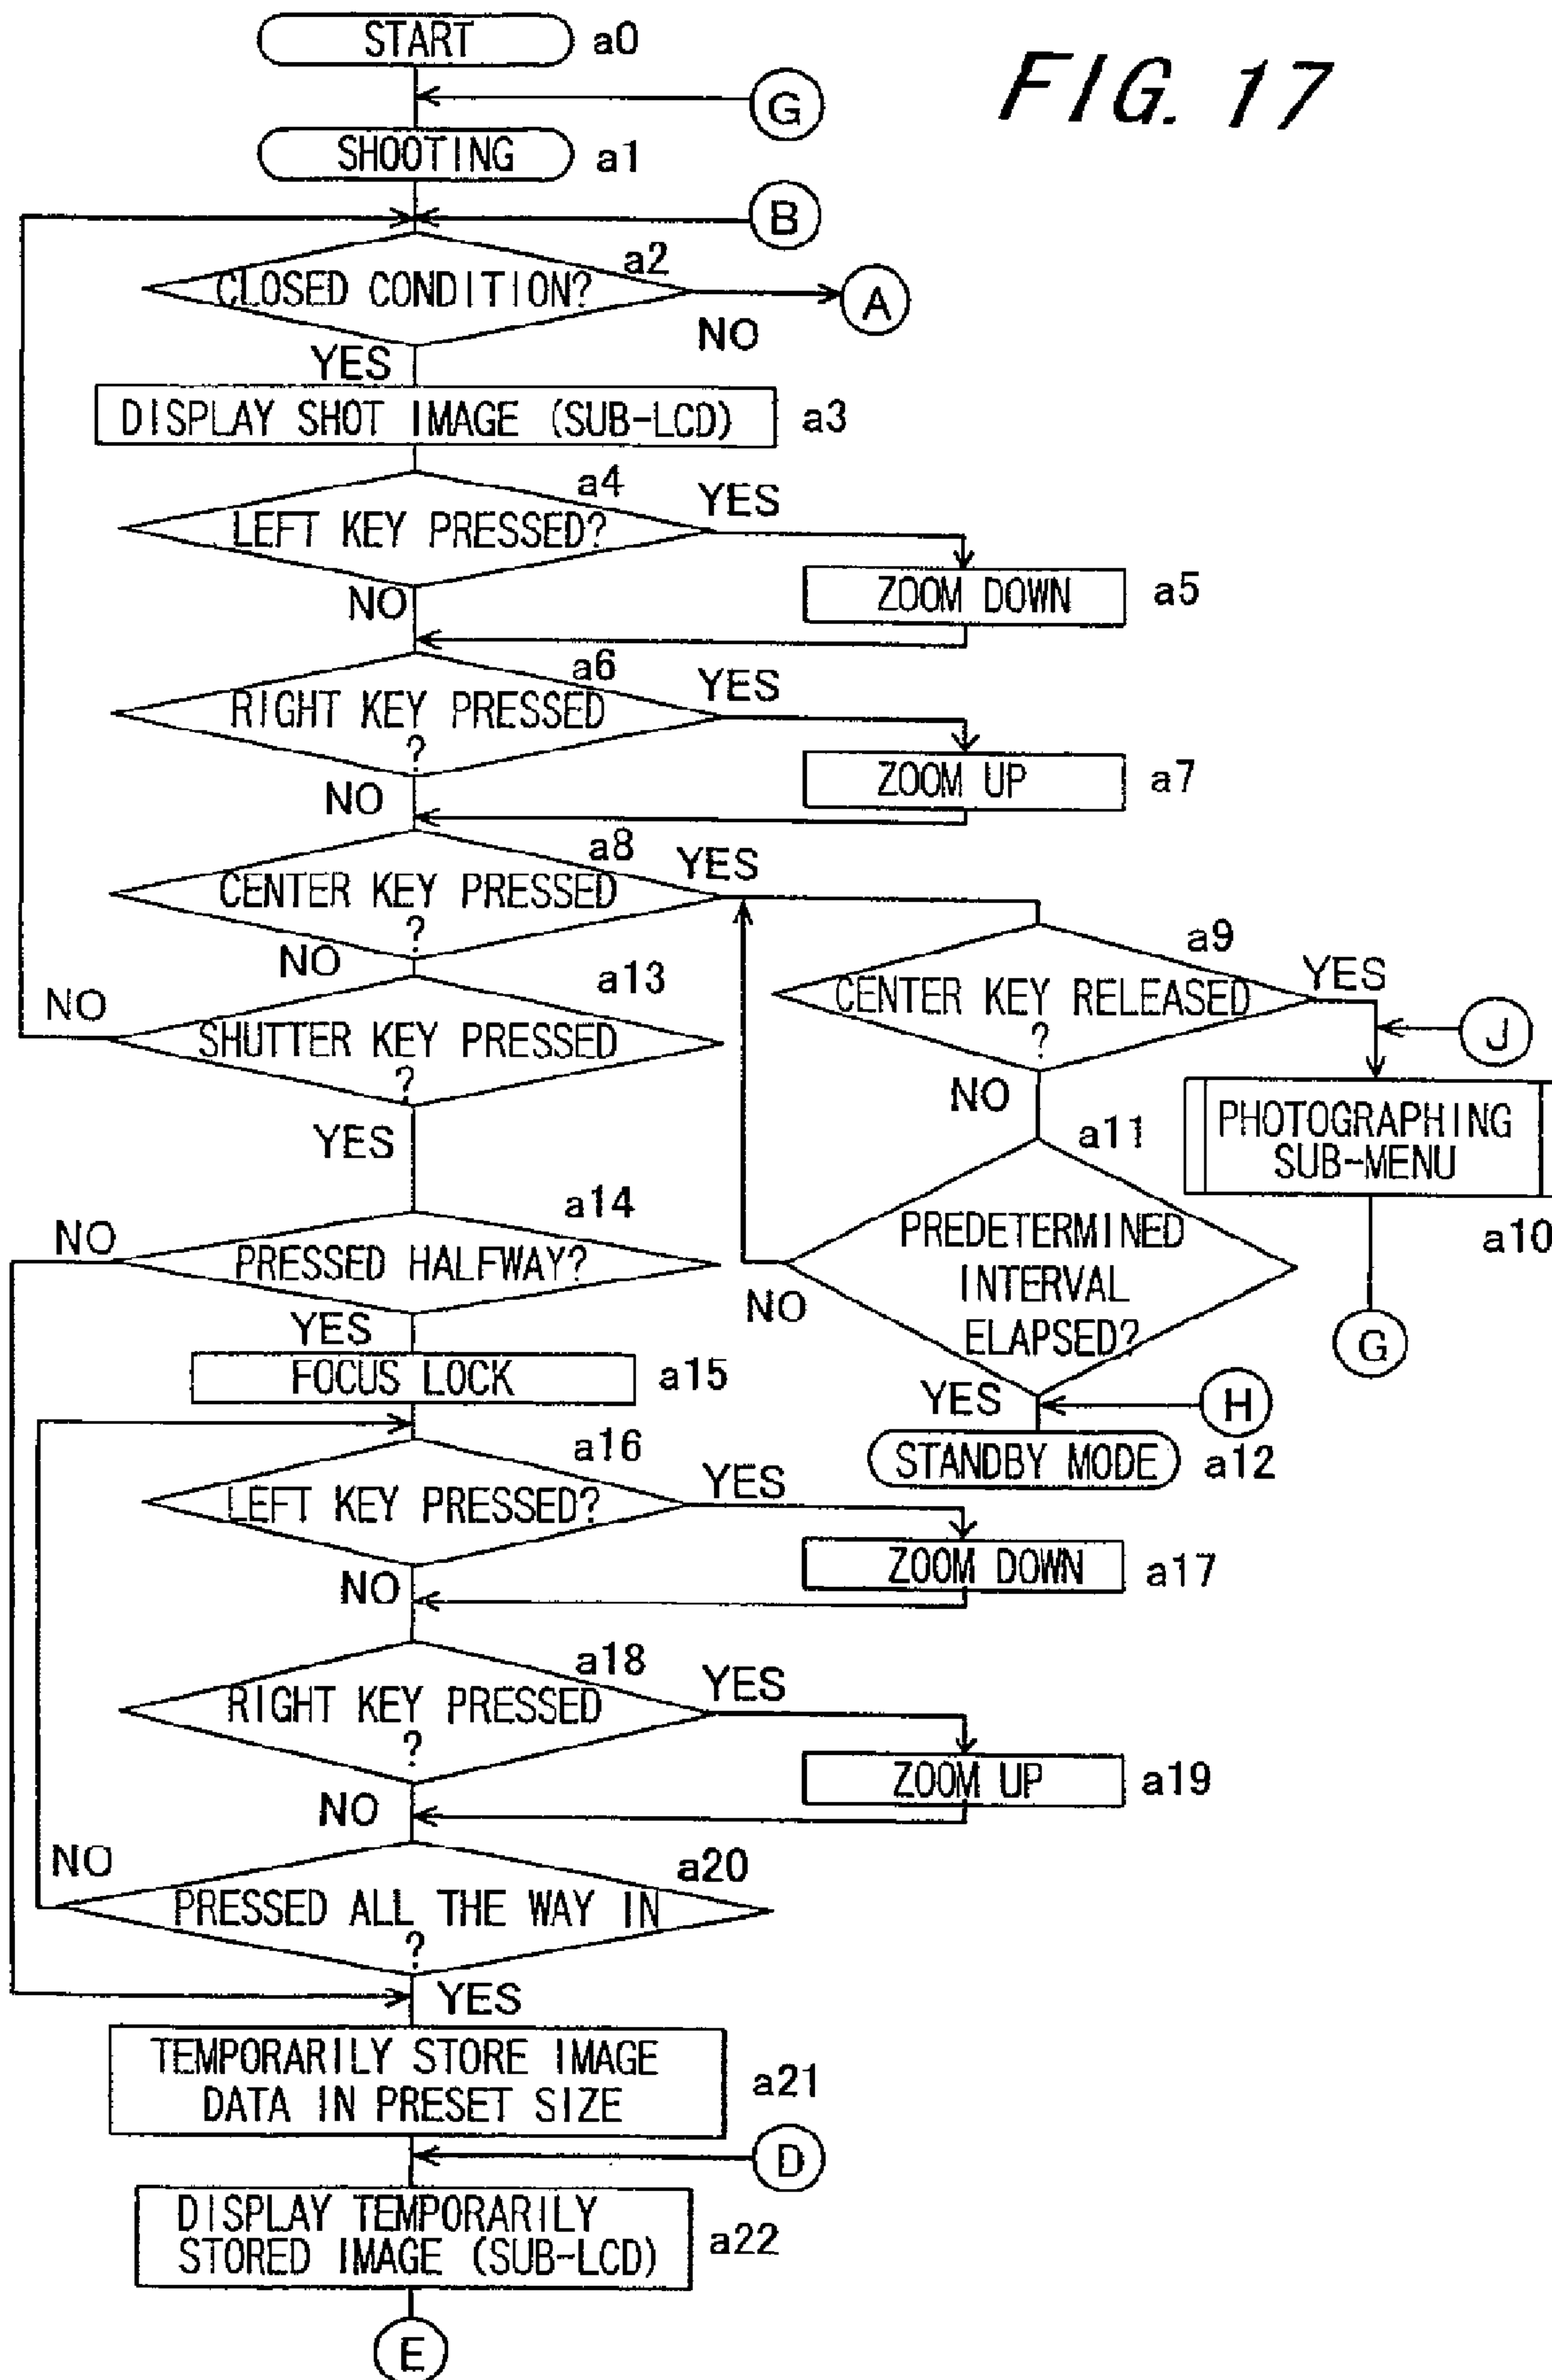 START a0
FIG. 17
G
SHOOTING a1
B
a2
CLOSED CONDITION?
A
NO
YES
DISPLAY SHOT IMAGE (SUB-LCD) a3
a4
YES
LEFT KEY PRESSED?
ZOOM DOWN a5
NO
a6
YES
RIGHT KEY PRESSED
?
ZOOM UP a7
NO
a8
YES
CENTER KEY PRESSED
?
a9
YES
NO
a13
CENTER KEY RELEASED
?
NO
J
SHUTTER KEY PRESSED
?
NO
PHOTOGRAPHING
SUB-MENU
a10
YES
a11
a14
PREDETERMINED
INTERVAL
ELAPSED?
NO
PRESSED HALFWAY?
NO
G
YES
FOCUS LOCK a15
YES
H
STANDBY MODE a12
a16
YES
LEFT KEY PRESSED?
ZOOM DOWN a17
NO
a18
YES
RIGHT KEY PRESSED
?
ZOOM UP a19
NO
NO
a20
PRESSED ALL THE WAY IN
?
YES
TEMPORARILY STORE IMAGE
DATA IN PRESET SIZE
a21
D
DISPLAY TEMPORARILY
STORED IMAGE (SUB-LCD)
a22
E